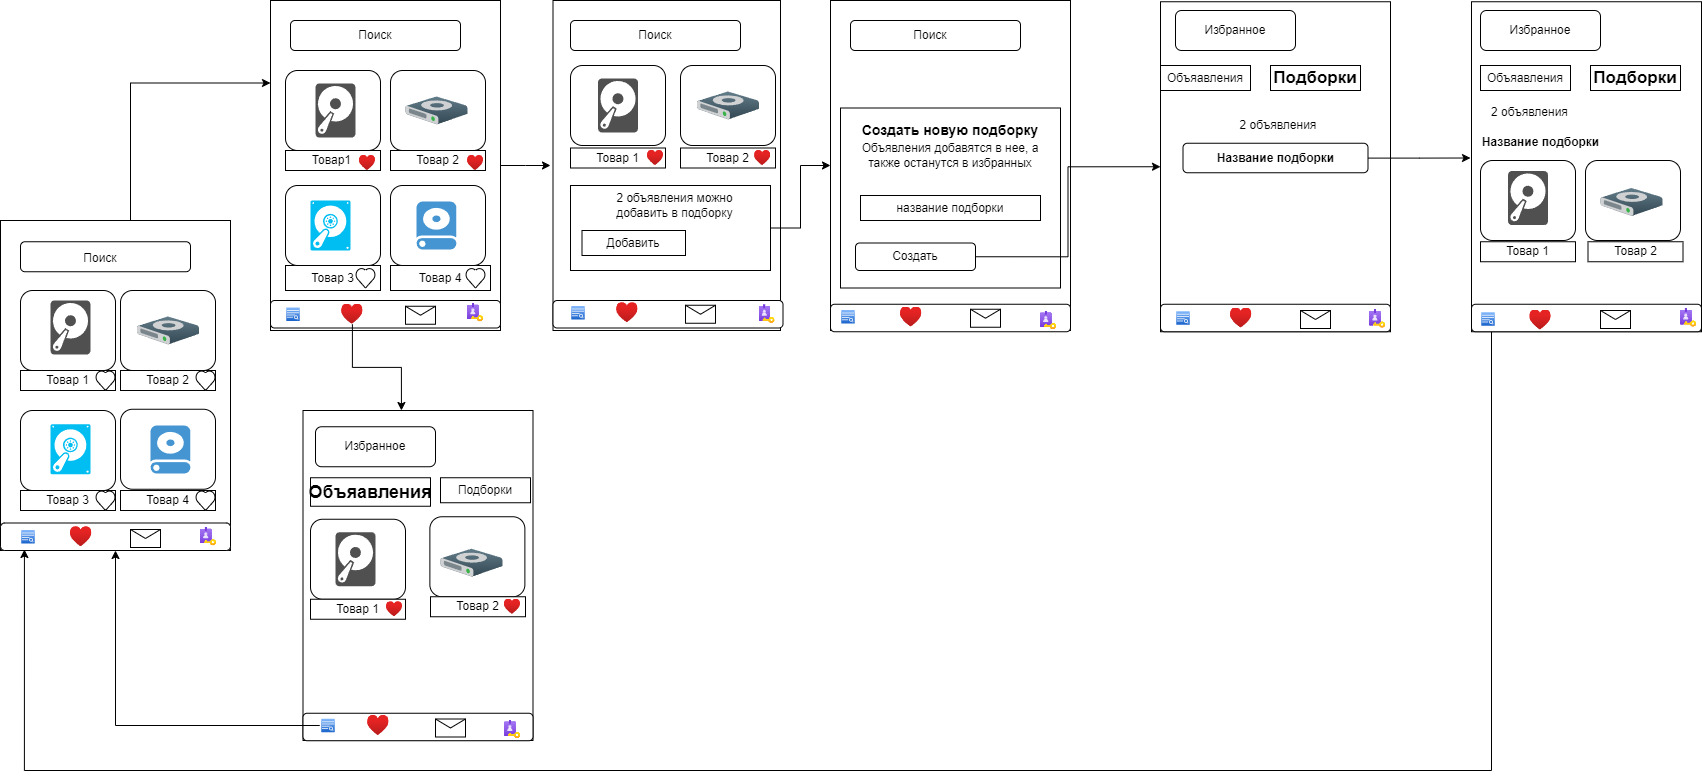 Поиск
Товар 1
Товар 2
Товар 3
Товар 4
Поиск
Товар1
Товар 2
Товар 3
Товар 4
Избранное
Объяавления
Подборки
Товар 1
Товар 2
Поиск
Товар 1
Товар 2
2 объявления можно
добавить в подборку
Добавить
Поиск
Создать новую подборку
Объявления добавятся в нее, а
также останутся в избранных
название подборки
Создать
Избранное
Объяавления
Подборки
2 объявления
Название подборки
Избранное
Объяавления
Подборки
2 объявления
Название подборки
Товар 1
Товар 2